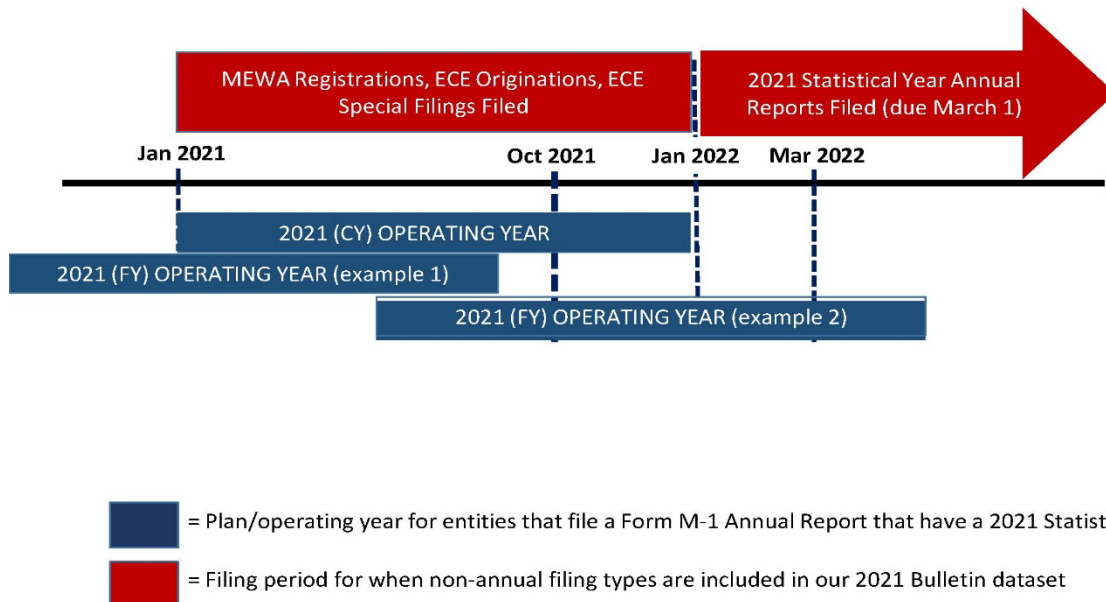 MEWA Registrations, ECE Originations, ECE
Special Filings Filed
2021 Statistical Year Annual
Reports Filed (due March 1)
Jan 2021
Oct 2021
Jan 2022
Mar 2022
2021 (CY) OPERATING YEAR
2021 (FY) OPERATING YEAR (example 1)
2021 (FY) OPERATING YEAR (example 2)
= Plan/operating year for entities that file a Form M-1 Annual Report that have a 2021 Statist
= Filing period for when non-annual filing types are included in our 2021 Bulletin dataset